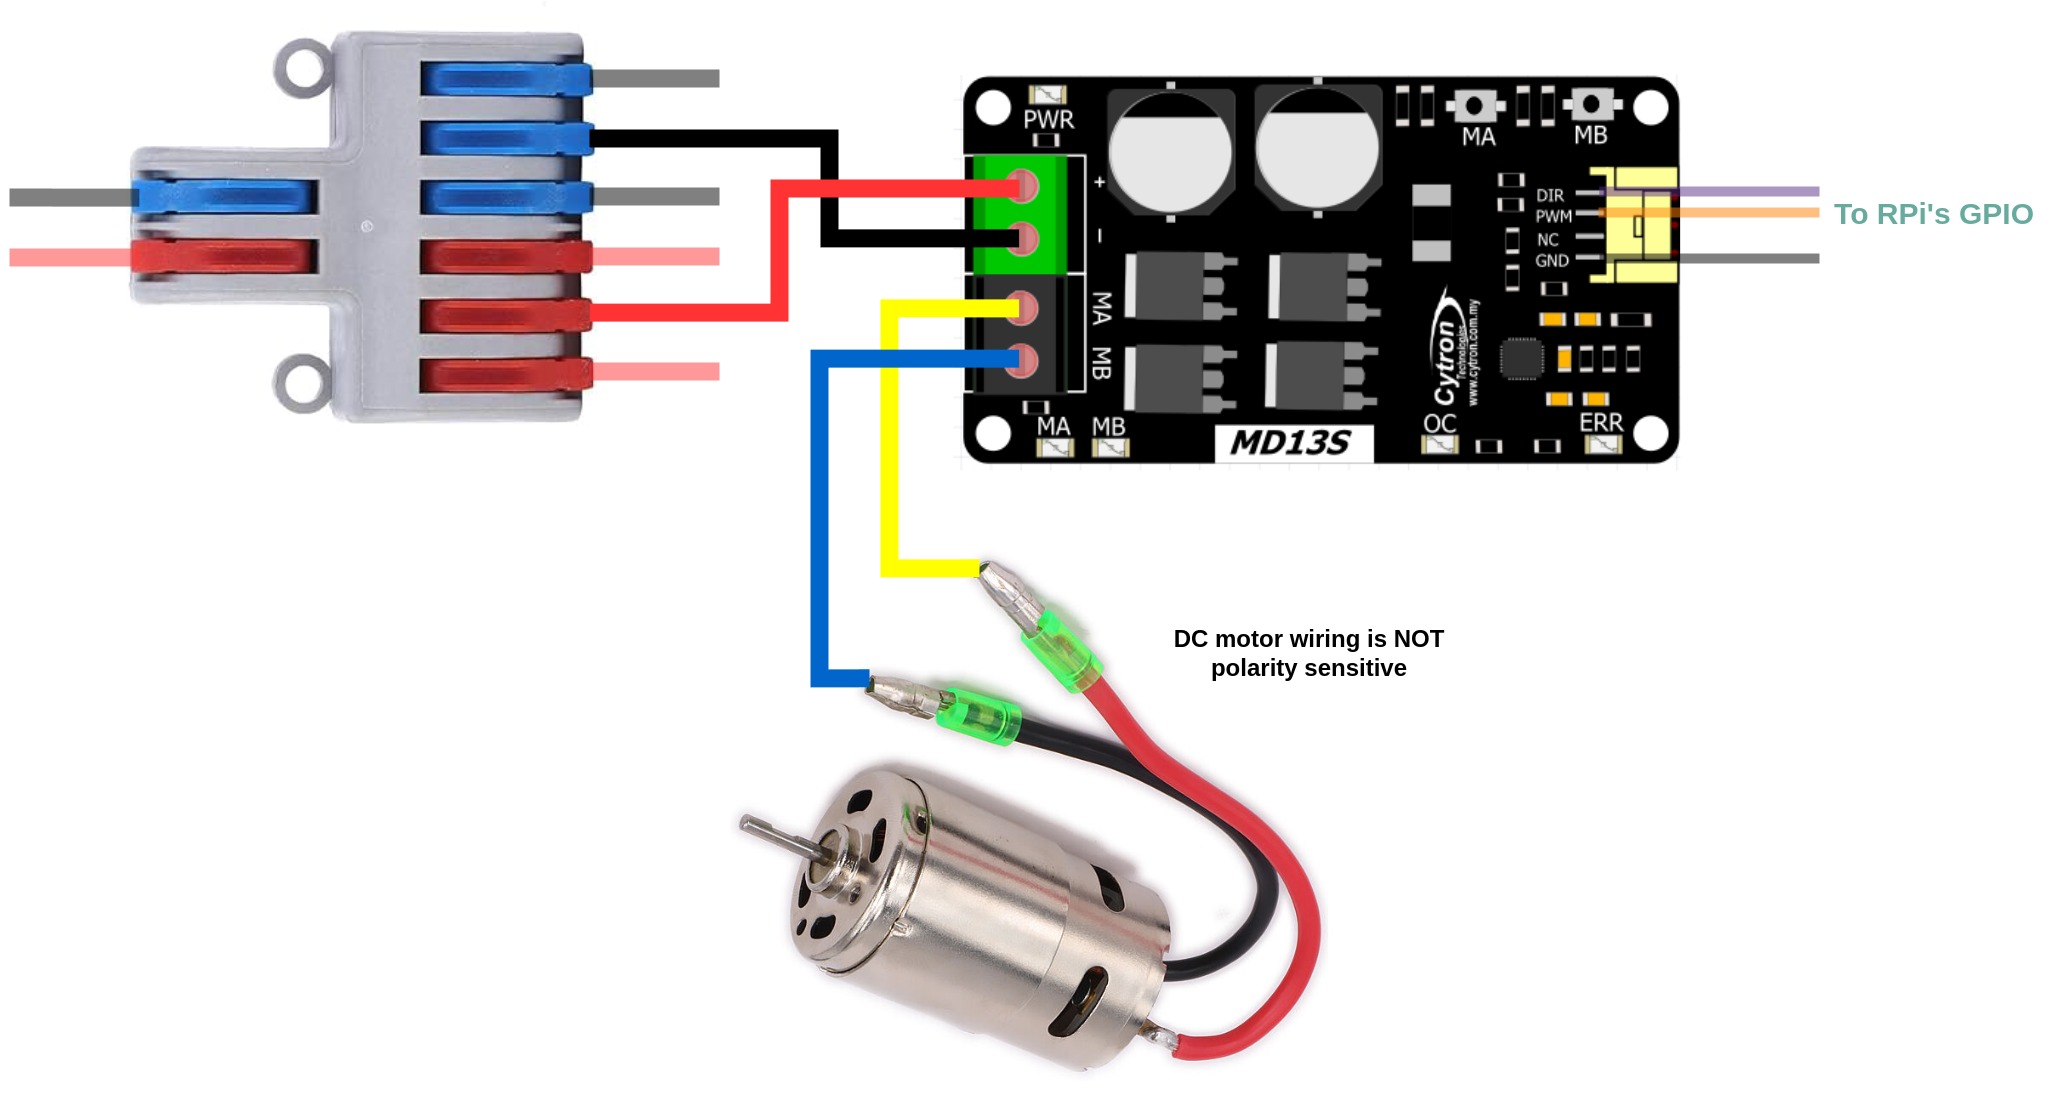 PWR
MA
MB
+
DIR
PWM
To RPi's GPIO
−
NC
GND
MA
MB
Cytron
Technologies
www.cytron.com.my
MA MB
OC
ERR
MD13S
DC motor wiring is NOT
polarity sensitive